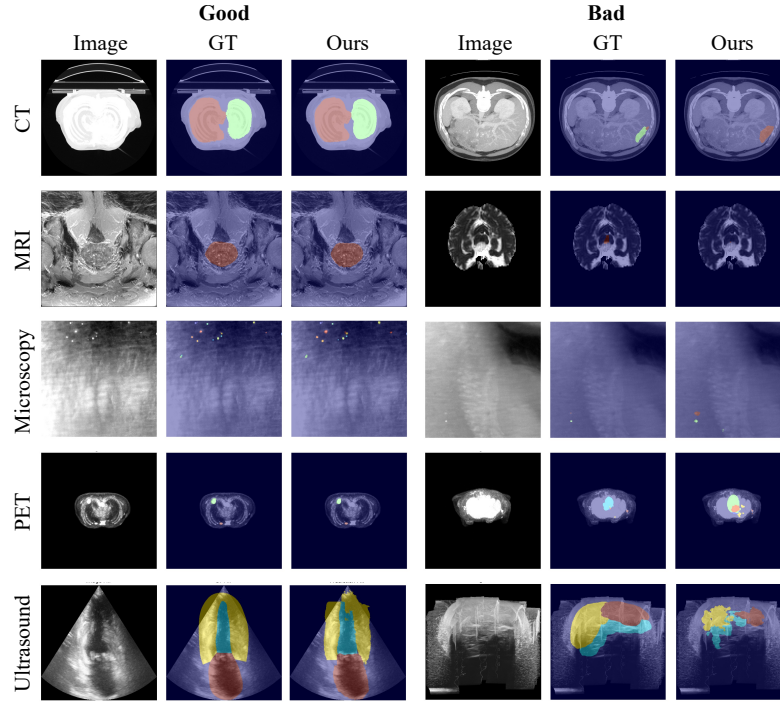 Good Bad
Image GT Ours Image GT Ours
CT
MRI
Microscopy
PET
Ultrasound